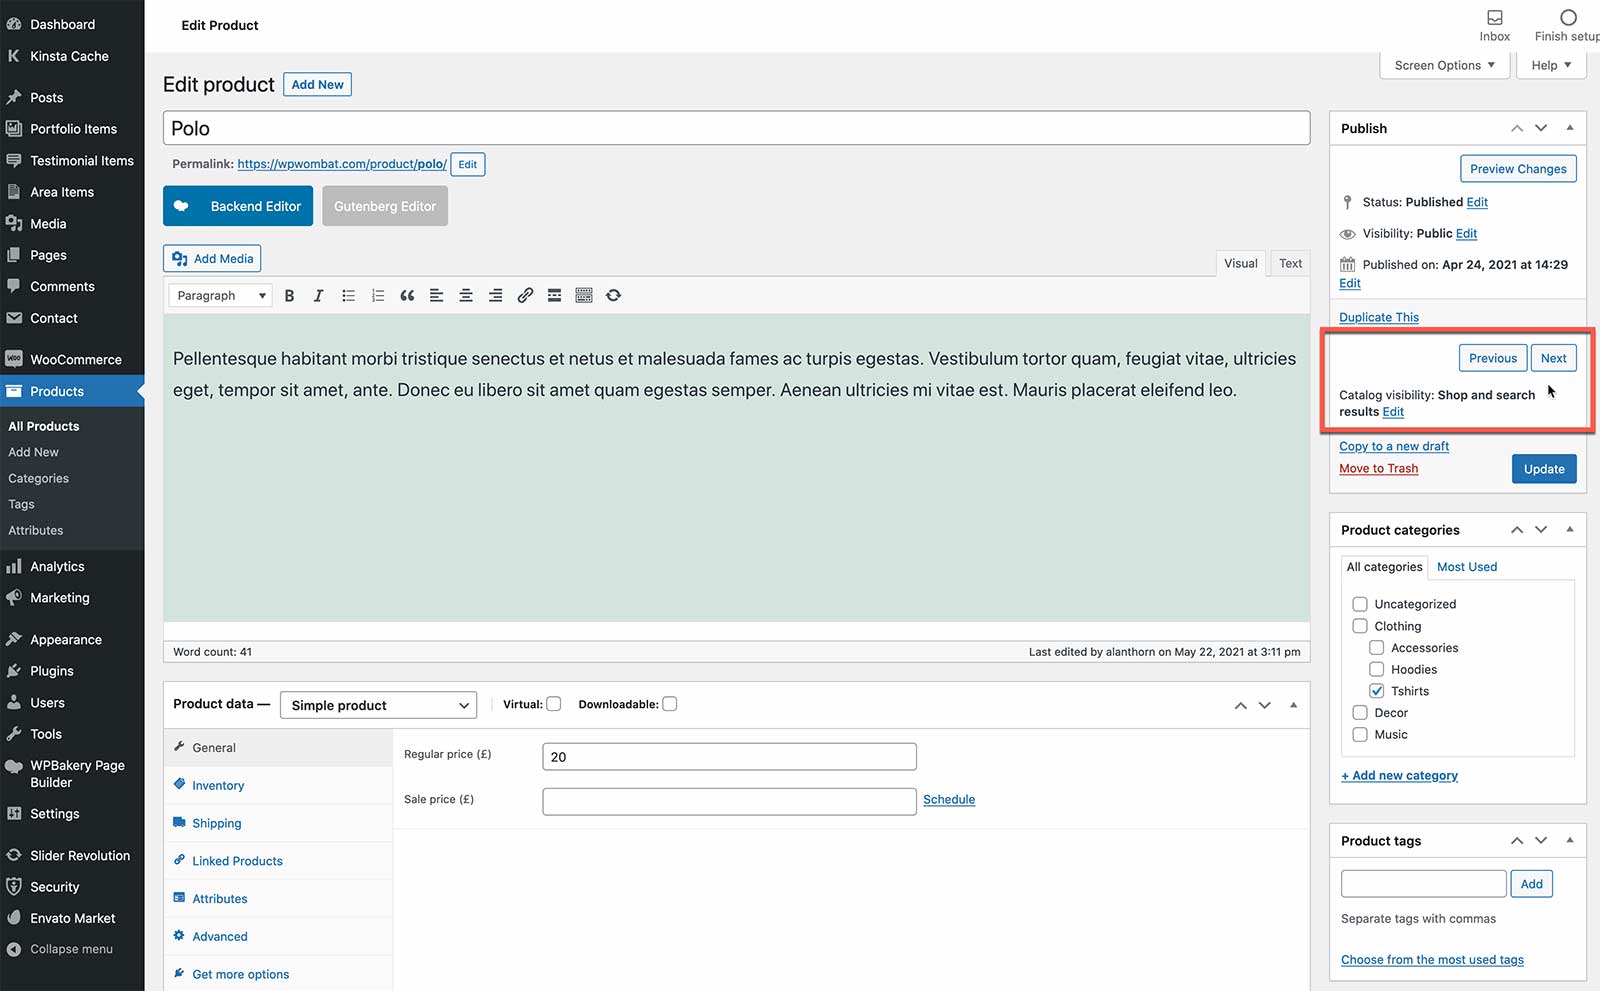 Dashboard
Kinsta Cache
Posts
Portfolio Items
Testimonial Items
Area Items
Media
Pages
Comments
Contact
WooCommerce
Products
All Products
Add New
Categories
Tags
Attributes
Analytics
Marketing
Appearance
Plugins
Users
Tools
WPBakery Page
Builder
Settings
Slider Revolution
Security
Envato Market
Collapse menu
Edit Product
Inbox
Finish setup
Screen Options
Help
Edit product
Add New
Polo
Permalink: https://wpwombat.com/product/polo/ Edit
Backend Editor
Gutenberg Editor
Add Media
Visual
Text
Paragraph
Pellentesque habitant morbi tristique senectus et netus et malesuada fames ac turpis egestas. Vestibulum tortor quam, feugiat vitae, ultricies
eget, tempor sit amet, ante. Donec eu libero sit amet quam egestas semper. Aenean ultricies mi vitae est. Mauris placerat eleifend leo.
Word count: 41
Last edited by alanthorn on May 22, 2021 at 3:11 pm
Product data —
Simple product
Virtual:
Downloadable:
General
Inventory
Shipping
Linked Products
Attributes
Advanced
Get more options
Regular price (£)
20
Sale price (£)
Schedule
Publish
Preview Changes
Status: Published Edit
Visibility: Public Edit
Published on: Apr 24, 2021 at 14:29
Edit
Duplicate This
Previous
Next
Catalog visibility: Shop and search
results Edit
Copy to a new draft
Move to Trash
Update
Product categories
All categories
Most Used
Uncategorized
Clothing
Accessories
Hoodies
Tshirts
Decor
Music
+ Add new category
Product tags
Add
Separate tags with commas
Choose from the most used tags